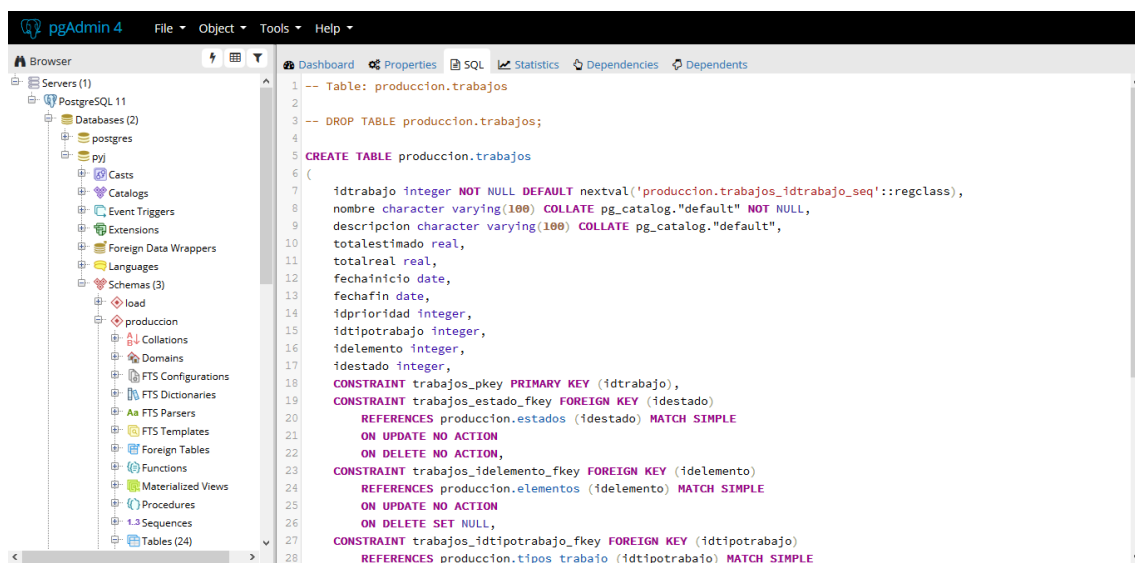 pgAdmin 4 File Object Tools Help
Browser
Servers (1)
PostgreSQL 11
Databases (2)
postgres
pyj
Casts
Catalogs
Event Triggers
Extensions
Foreign Data Wrappers
Languages
Schemas (3)
load
produccion
Collations
Domains
FTS Configurations
FTS Dictionaries
Aa FTS Parsers
FTS Templates
Foreign Tables
Functions
Materialized Views
Procedures
1..3 Sequences
Tables (24)
Dashboard Properties SQL Statistics Dependencies Dependents
1 -- Table: produccion.trabajos
2
3 -- DROP TABLE produccion.trabajos;
4
5 CREATE TABLE produccion.trabajos
6 (
7 idtrabajo integer NOT NULL DEFAULT nextval('produccion.trabajos_idtrabajo_seq'::regclass),
8 nombre character varying(100) COLLATE pg_catalog."default" NOT NULL,
9 descripcion character varying(100) COLLATE pg_catalog."default",
10 totalestimado real,
11 totalreal real,
12 fechainicio date,
13 fechafin date,
14 idprioridad integer,
15 idtipotrabajo integer,
16 idelemento integer,
17 idestado integer,
18 CONSTRAINT trabajos_pkey PRIMARY KEY (idtrabajo),
19 CONSTRAINT trabajos_estado_fkey FOREIGN KEY (idestado)
20 REFERENCES produccion.estados (idestado) MATCH SIMPLE
21 ON UPDATE NO ACTION
22 ON DELETE NO ACTION,
23 CONSTRAINT trabajos_idelemento_fkey FOREIGN KEY (idelemento)
24 REFERENCES produccion.elementos (idelemento) MATCH SIMPLE
25 ON UPDATE NO ACTION
26 ON DELETE SET NULL,
27 CONSTRAINT trabajos_idtipotrabajo_fkey FOREIGN KEY (idtipotrabajo)
28 REFERENCES produccion.tipos_trabajo (idtipotrabajo) MATCH SIMPLE